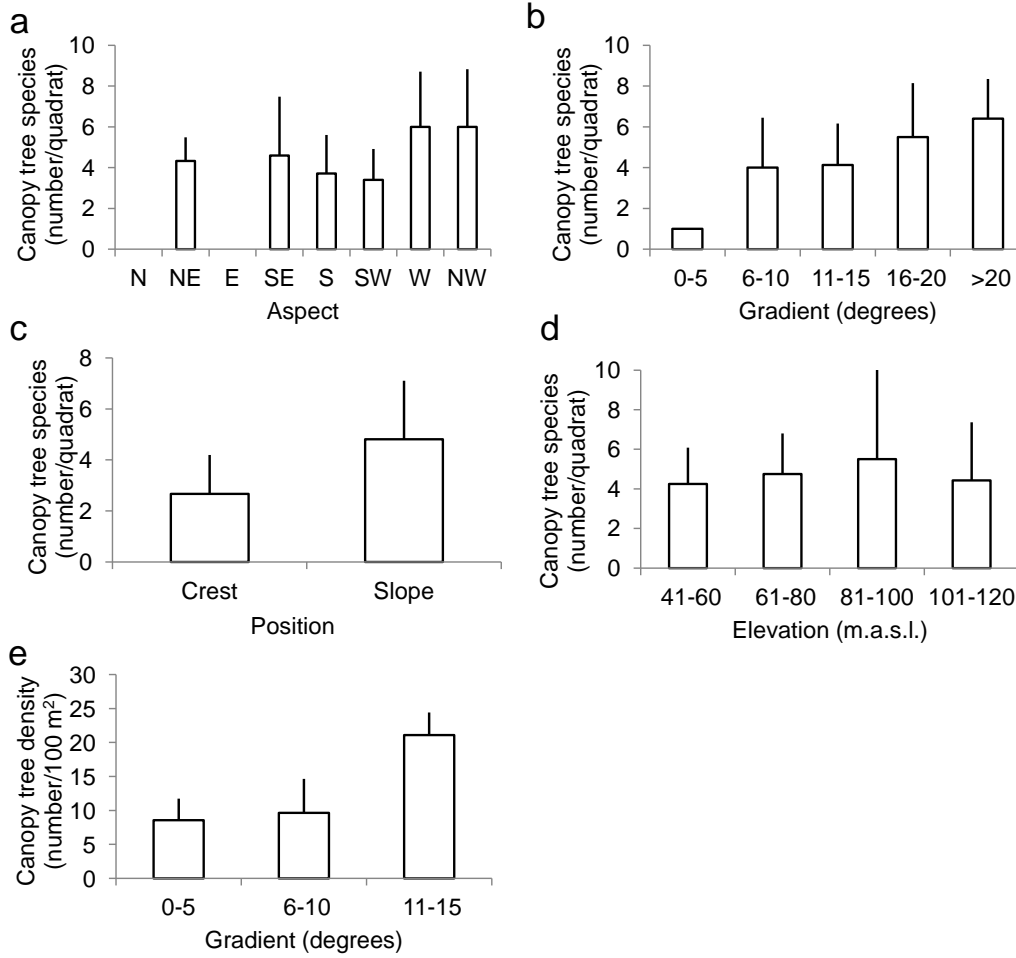 a
Canopy tree species
(number/quadrat)
10
8
6
4
2
0
N NE E SE S SW W NW
Aspect
b
Canopy tree species
(number/quadrat)
10
8
6
4
2
0
0-5 6-10 11-15 16-20 >20
Gradient (degrees)
c
Canopy tree species
(number/quadrat)
8
6
4
2
0
Crest Slope
Position
d
Canopy tree species
(number/quadrat)
10
8
6
4
2
0
41-60 61-80 81-100 101-120
Elevation (m.a.s.l.)
e
Canopy tree density
(number/100 m²)
30
25
20
15
10
5
0
0-5 6-10 11-15
Gradient (degrees)